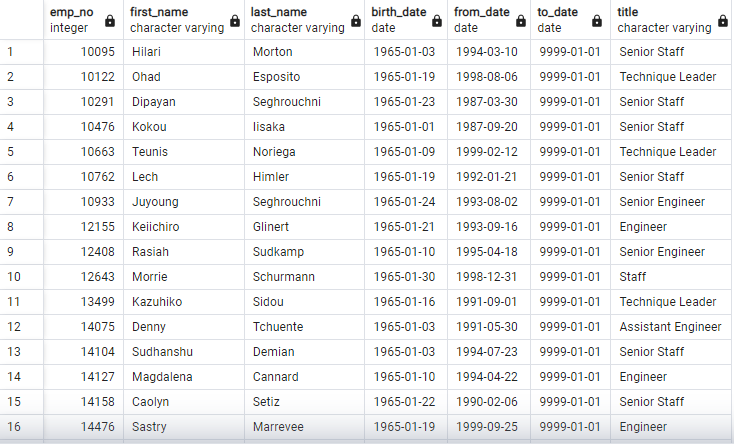 emp_no first_name last_name birth_date from_date to_date title
integer character varying character varying date date date character varying
1 10095 Hilari Morton 1965-01-03 1994-03-10 9999-01-01 Senior Staff
2 10122 Ohad Esposito 1965-01-19 1998-08-06 9999-01-01 Technique Leader
3 10291 Dipayan Seghrouchni 1965-01-23 1987-03-30 9999-01-01 Senior Staff
4 10476 Kokou Iisaka 1965-01-01 1987-09-20 9999-01-01 Senior Staff
5 10663 Teunis Noriega 1965-01-09 1999-02-12 9999-01-01 Technique Leader
6 10762 Lech Himler 1965-01-19 1992-01-21 9999-01-01 Senior Staff
7 10933 Juyoung Seghrouchni 1965-01-24 1993-08-02 9999-01-01 Senior Engineer
8 12155 Keiichiro Glinert 1965-01-21 1993-09-16 9999-01-01 Engineer
9 12408 Rasiah Sudkamp 1965-01-10 1995-04-18 9999-01-01 Senior Engineer
10 12643 Morrie Schurmann 1965-01-30 1998-12-31 9999-01-01 Staff
11 13499 Kazuhiko Sidou 1965-01-16 1991-09-01 9999-01-01 Technique Leader
12 14075 Denny Tchuente 1965-01-03 1991-05-30 9999-01-01 Assistant Engineer
13 14104 Sudhanshu Demian 1965-01-03 1994-07-23 9999-01-01 Senior Staff
14 14127 Magdalena Cannard 1965-01-10 1994-04-22 9999-01-01 Engineer
15 14158 Caolyn Setiz 1965-01-22 1990-02-06 9999-01-01 Senior Staff
16 14476 Sastry Marrevee 1965-01-19 1999-09-25 9999-01-01 Engineer